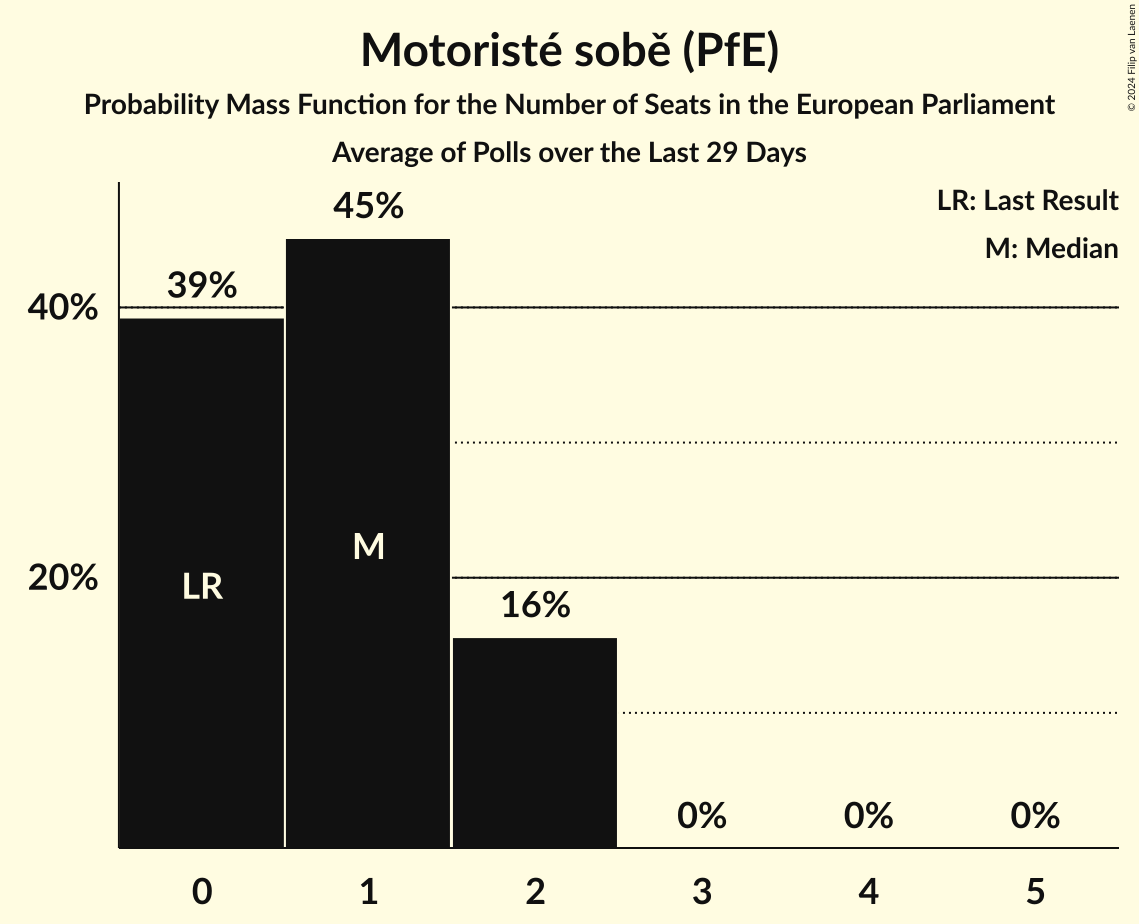 Motoristé sobě (PfE)
Probability Mass Function for the Number of Seats in the European Parliament
Average of Polls over the Last 29 Days
© 2024 Filip van Laenen
LR: Last Result
M: Median
45%
39%
40%
M
LR
20%
16%
0% 0% 0%
0 1 2 3 4 5